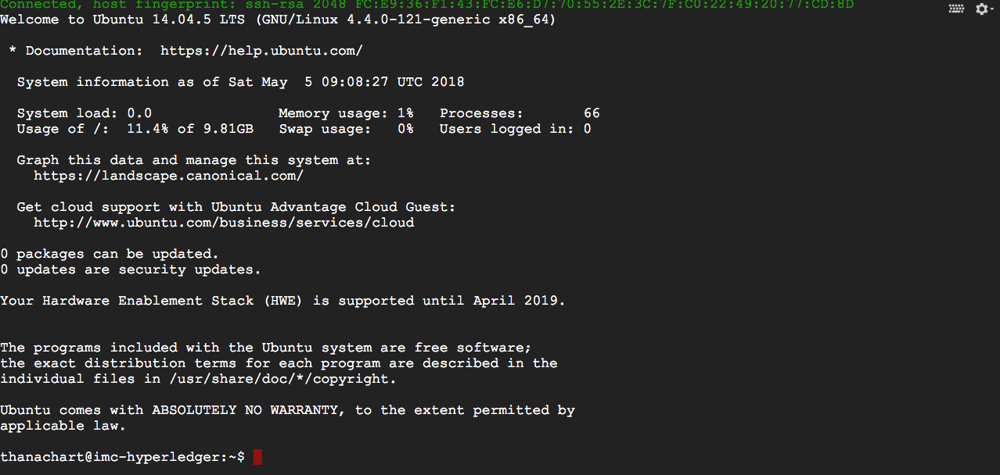 Connected, host fingerprint: ssh-rsa 2048 FC:E9:36:F1:43:FC:E6:D7:70:55:2E:3C:7F:C0:22:49:20:77:CD:8D
Welcome to Ubuntu 14.04.5 LTS (GNU/Linux 4.4.0-121-generic x86_64)
* Documentation:  https://help.ubuntu.com/
System information as of Sat May  5 09:08:27 UTC 2018
System load: 0.0               Memory usage: 1%   Processes:       66
Usage of /:  11.4% of 9.81GB   Swap usage:   0%   Users logged in: 0
Graph this data and manage this system at:
https://landscape.canonical.com/
Get cloud support with Ubuntu Advantage Cloud Guest:
http://www.ubuntu.com/business/services/cloud
0 packages can be updated.
0 updates are security updates.
Your Hardware Enablement Stack (HWE) is supported until April 2019.
The programs included with the Ubuntu system are free software;
the exact distribution terms for each program are described in the
individual files in /usr/share/doc/*/copyright.
Ubuntu comes with ABSOLUTELY NO WARRANTY, to the extent permitted by
applicable law.
thanachart@imc-hyperledger:~$